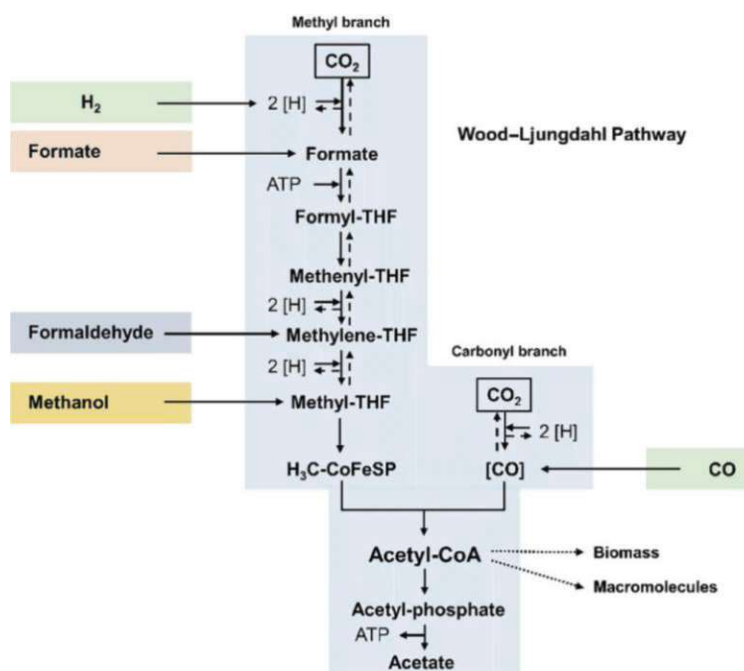 Methyl branch
CO₂
H₂
2 [H]
Wood–Ljungdahl Pathway
Formate
Formate
ATP
Formyl-THF
Methenyl-THF
2 [H]
Formaldehyde
Methylene-THF
Carbonyl branch
2 [H]
CO₂
Methanol
Methyl-THF
2 [H]
H₃C-CoFeSP
[CO]
CO
Acetyl-CoA
Biomass
Macromolecules
Acetyl-phosphate
ATP
Acetate